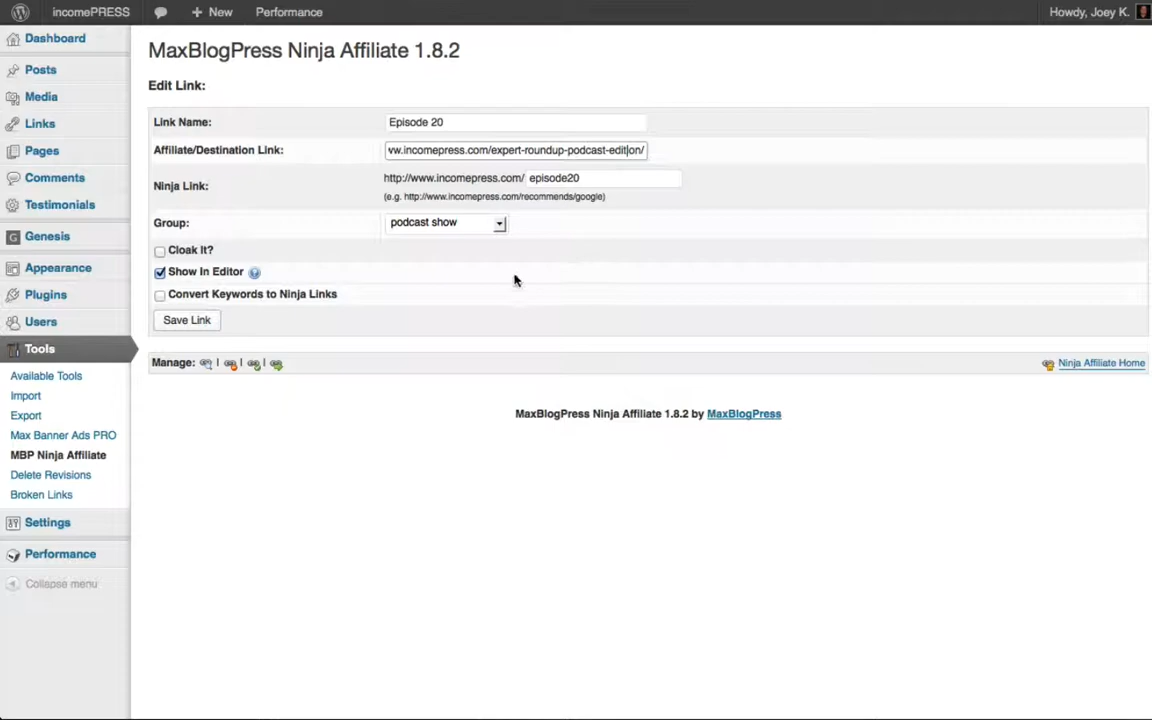 incomePRESS
New
Performance
Howdy, Joey K.
Dashboard
Posts
Media
Links
Pages
Comments
Testimonials
Genesis
Appearance
Plugins
Users
Tools
Available Tools
Import
Export
Max Banner Ads PRO
MBP Ninja Affiliate
Delete Revisions
Broken Links
Settings
Performance
Collapse menu
MaxBlogPress Ninja Affiliate 1.8.2
Edit Link:
Link Name: Episode 20
Affiliate/Destination Link: vw.incomepress.com/expert-roundup-podcast-edition/
Ninja Link: http://www.incomepress.com/ episode20
(e.g. http://www.incomepress.com/recommends/google)
Group: podcast show
Cloak It?
Show In Editor
Convert Keywords to Ninja Links
Save Link
Manage: | | |
Ninja Affiliate Home
MaxBlogPress Ninja Affiliate 1.8.2 by MaxBlogPress